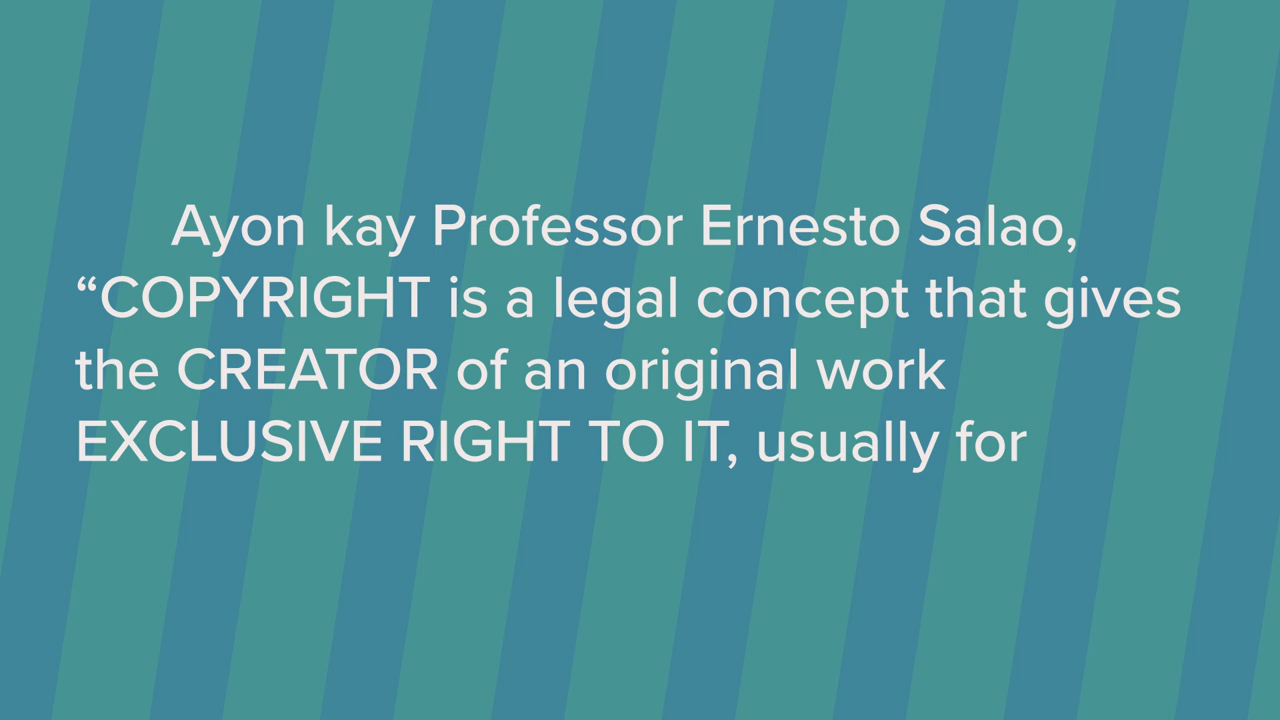 Ayon kay Professor Ernesto Salao,
“COPYRIGHT is a legal concept that gives
the CREATOR of an original work
EXCLUSIVE RIGHT TO IT, usually for